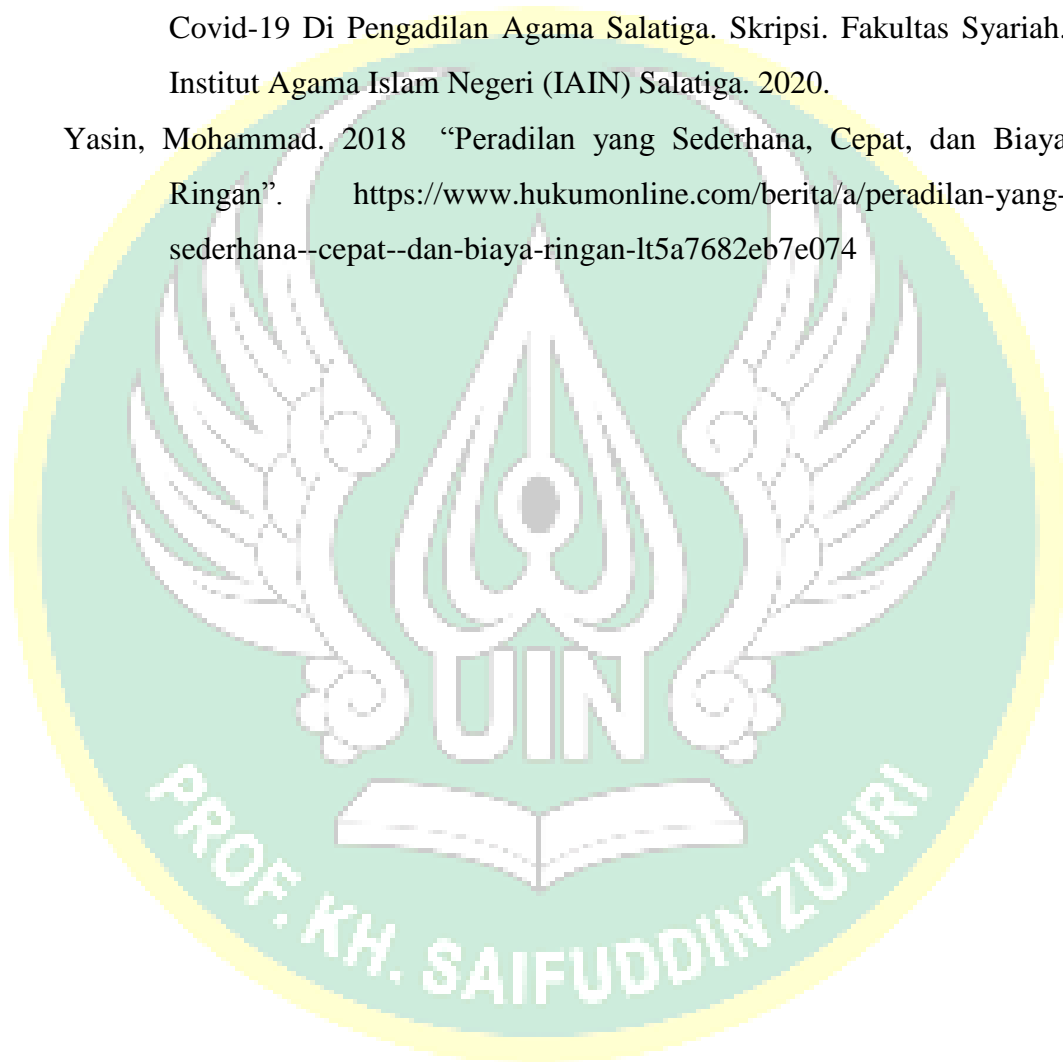 Covid-19 Di Pengadilan Agama Salatiga. Skripsi. Fakultas Syariah.
Institut Agama Islam Negeri (IAIN) Salatiga. 2020.
Yasin, Mohammad. 2018 “Peradilan yang Sederhana, Cepat, dan Biaya
Ringan”. https://www.hukumonline.com/berita/a/peradilan-yang-
sederhana--cepat--dan-biaya-ringan-lt5a7682eb7e074
UIN
PROF. KH. SAIFUDDIN ZUHRI